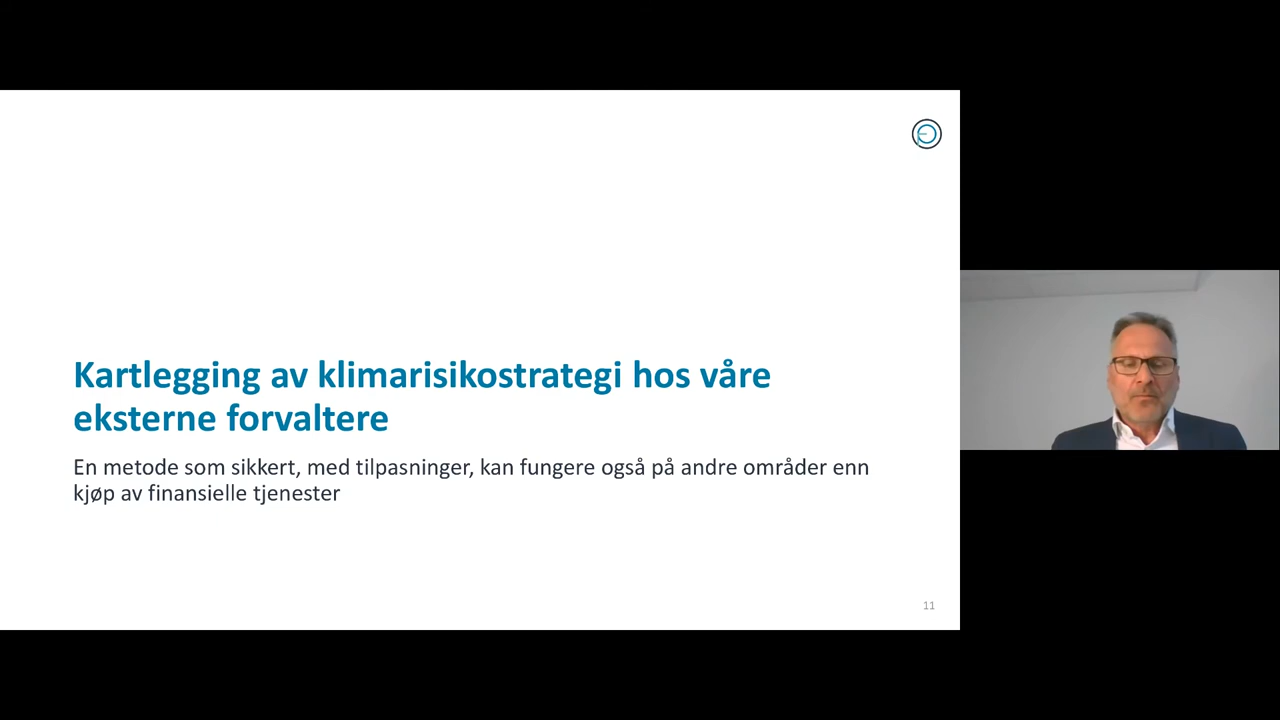 Kartlegging av klimarisikostrategi hos våre
eksterne forvaltere
En metode som sikkert, med tilpasninger, kan fungere også på andre områder enn
kjøp av finansielle tjenester
11